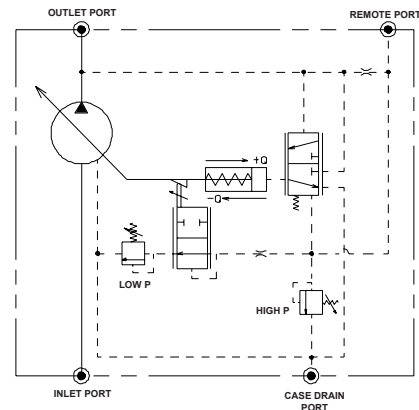 OUTLET PORT
REMOTE PORT
+Q
-Q
LOW P
HIGH P
INLET PORT
CASE DRAIN
PORT